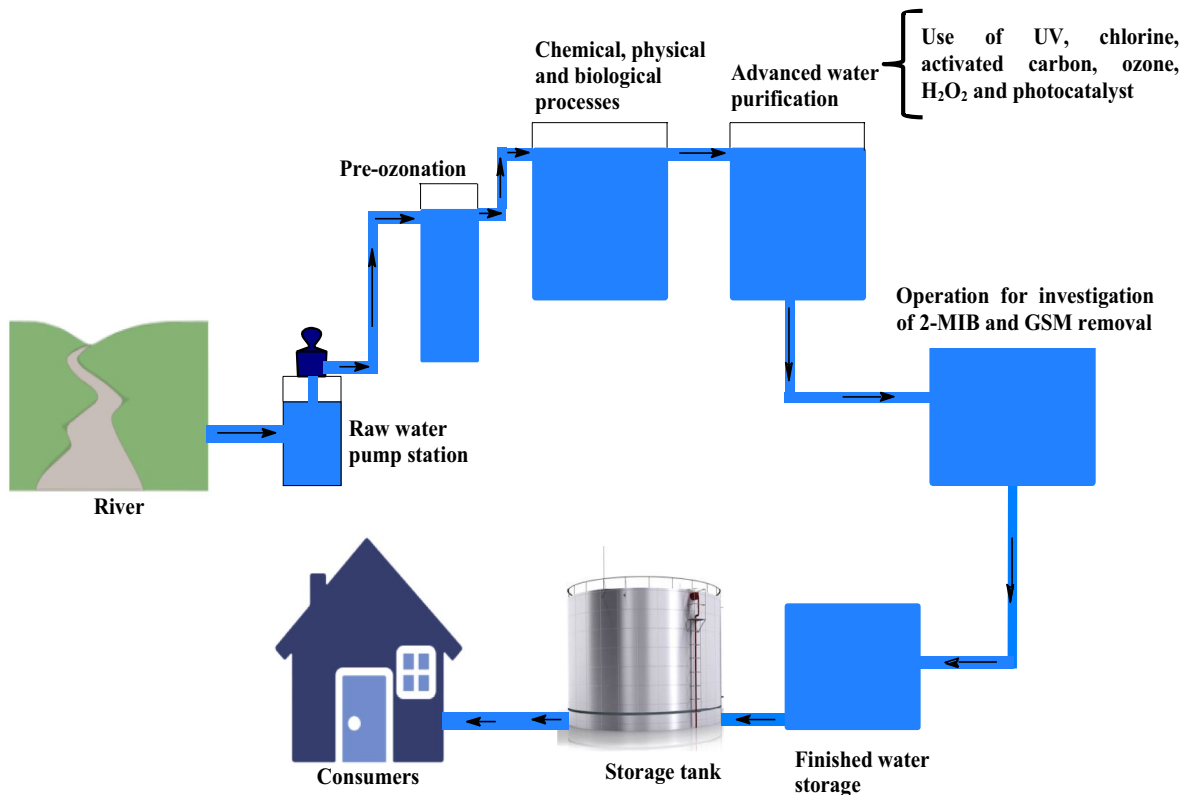 Chemical, physical
and biological
processes
Advanced water
purification
Use of UV, chlorine,
activated carbon, ozone,
H₂O₂ and photocatalyst
Pre-ozonation
Operation for investigation
of 2-MIB and GSM removal
Raw water
pump station
River
Consumers
Storage tank
Finished water
storage